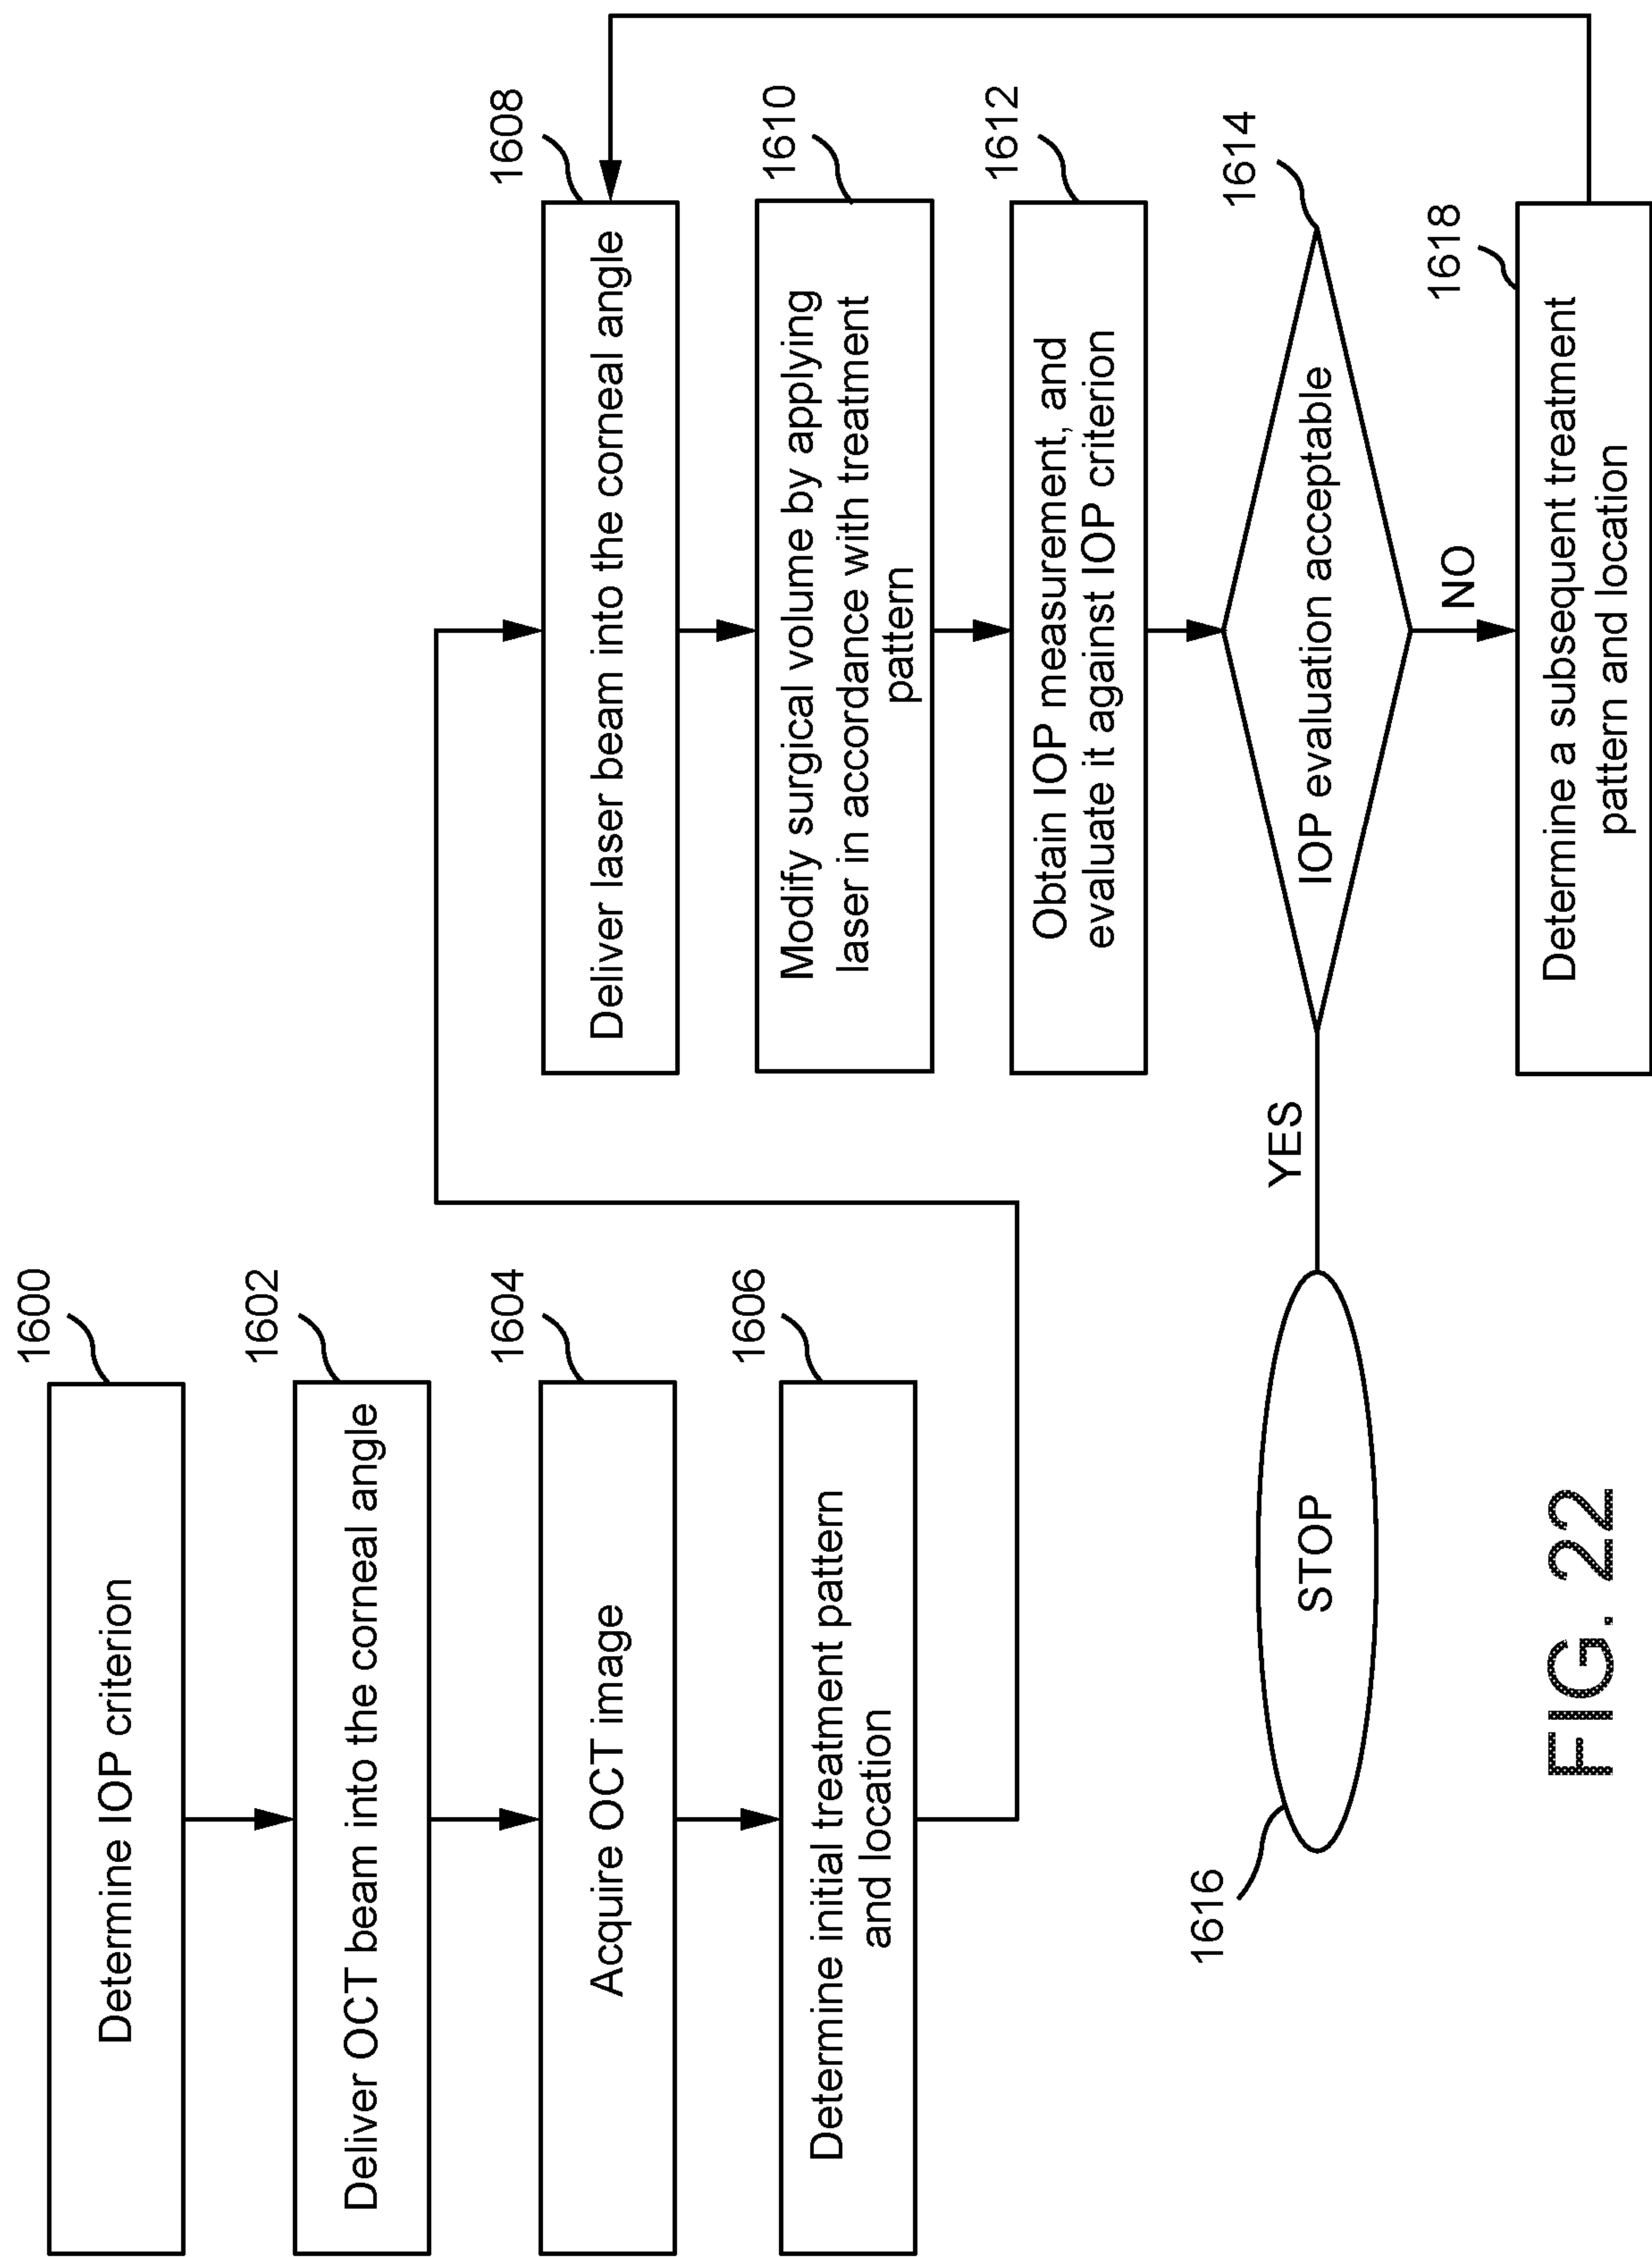 1600
Determine IOP criterion
1602
Deliver OCT beam into the corneal angle
1604
Acquire OCT image
1606
Determine initial treatment pattern
and location
1608
Deliver laser beam into the corneal angle
1610
Modify surgical volume by applying
laser in accordance with treatment
pattern
1612
Obtain IOP measurement, and
evaluate it against IOP criterion
1614
IOP evaluation acceptable
YES
1616
STOP
NO
1618
Determine a subsequent treatment
pattern and location
FIG. 22